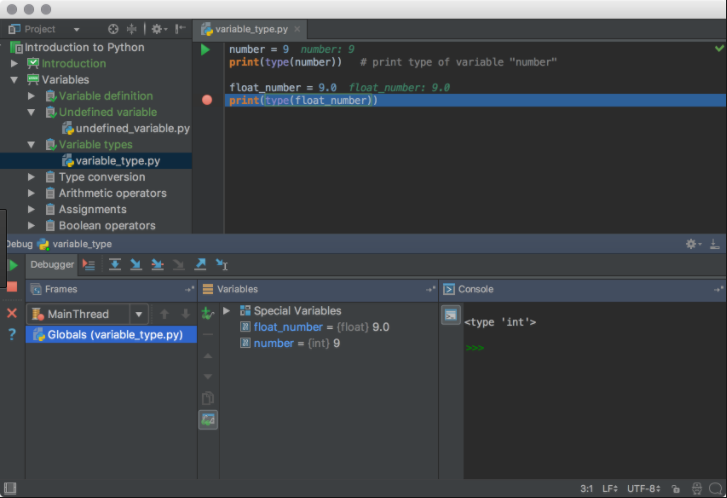 Project
Introduction to Python
Introduction
Variables
Variable definition
Undefined variable
undefined_variable.py
Variable types
variable_type.py
Type conversion
Arithmetic operators
Assignments
Boolean operators
variable_type.py
number = 9  number: 9
print(type(number))  # print type of variable "number"
float_number = 9.0  float_number: 9.0
print(type(float_number))
Debug variable_type
Debugger
Frames
MainThread
Globals (variable_type.py)
Variables
Special Variables
float_number = {float} 9.0
number = {int} 9
Console
<type 'int'>
>>>
3:1 LF UTF-8